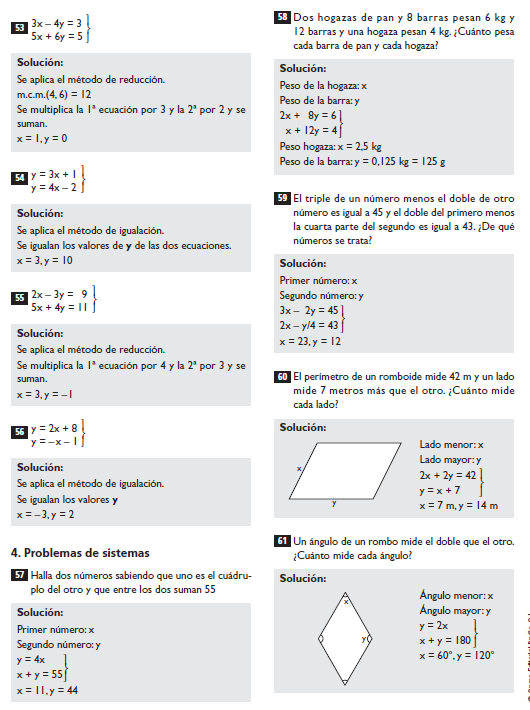 53 3x – 4y = 3
5x + 6y = 5
Solución:
Se aplica el método de reducción.
m.c.m.(4, 6) = 12
Se multiplica la 1ª ecuación por 3 y la 2ª por 2 y se
suman.
x = 1, y = 0
54 y = 3x + 1
y = 4x – 2
Solución:
Se aplica el método de igualación.
Se igualan los valores de y de las dos ecuaciones.
x = 3, y = 10
55 2x – 3y = 9
5x + 4y = 11
Solución:
Se aplica el método de reducción.
Se multiplica la 1ª ecuación por 4 y la 2ª por 3 y se
suman.
x = 3, y = –1
56 y = 2x + 8
y = –x – 1
Solución:
Se aplica el método de igualación.
Se igualan los valores y
x = –3, y = 2
4. Problemas de sistemas
57 Halla dos números sabiendo que uno es el cuádru-
plo del otro y que entre los dos suman 55
Solución:
Primer número: x
Segundo número: y
y = 4x
x + y = 55
x = 11, y = 44
58 Dos hogazas de pan y 8 barras pesan 6 kg y
12 barras y una hogaza pesan 4 kg. ¿Cuánto pesa
cada barra de pan y cada hogaza?
Solución:
Peso de la hogaza: x
Peso de la barra: y
2x + 8y = 6
x + 12y = 4
Peso hogaza: x = 2,5 kg
Peso de la barra: y = 0,125 kg = 125 g
59 El triple de un número menos el doble de otro
número es igual a 45 y el doble del primero menos
la cuarta parte del segundo es igual a 43. ¿De qué
números se trata?
Solución:
Primer número: x
Segundo número: y
3x – 2y = 45
2x – y/4 = 43
x = 23, y = 12
60 El perímetro de un romboide mide 42 m y un lado
mide 7 metros más que el otro. ¿Cuánto mide
cada lado?
Solución:
x
y
Lado menor: x
Lado mayor: y
2x + 2y = 42
y = x + 7
x = 7 m, y = 14 m
61 Un ángulo de un rombo mide el doble que el otro.
¿Cuánto mide cada ángulo?
Solución:
x
y
Ángulo menor: x
Ángulo mayor: y
y = 2x
x + y = 180
x = 60°, y = 120°